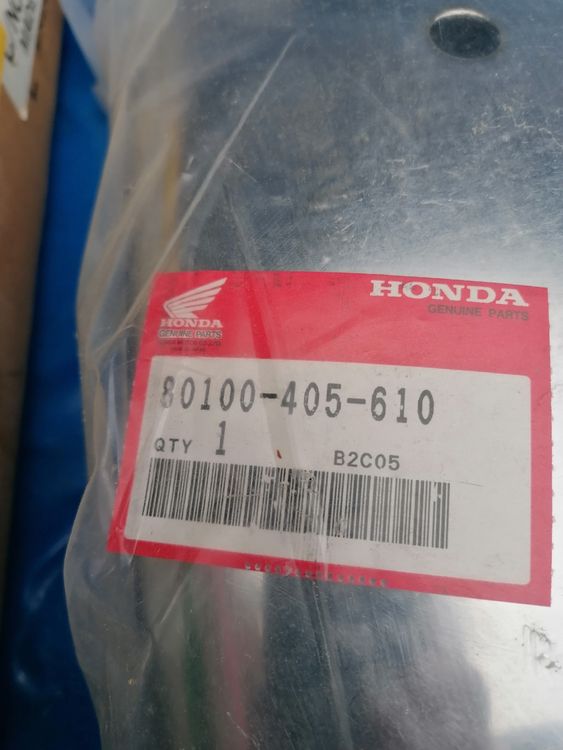 HONDA
GENUINE PARTS
HONDA
GENUINE PARTS
80100-405-610
QTY 1
B2C05